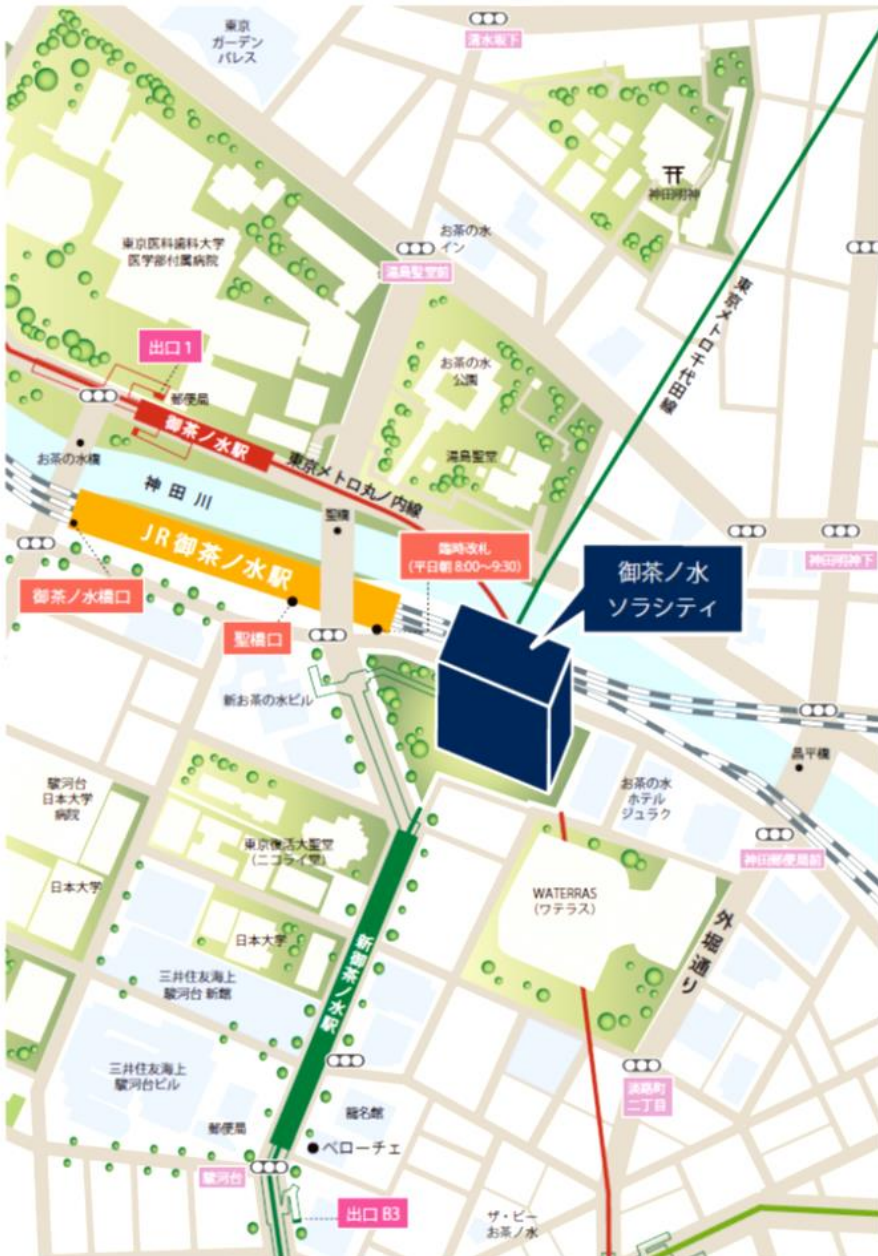 東京
ガーデン
パレス
清水坂下
神田明神
お茶の水
イン
湯島聖堂前
東京医科歯科大学
医学部付属病院
東京メトロ千代田線
出口1
郵便局
お茶の水
公園
御茶ノ水駅
湯島聖堂
お茶の水橋
東京メトロ丸ノ内線
神田川
聖橋
JR御茶ノ水駅
臨時改札
(平日朝 8:00～9:30)
神田明神下
御茶ノ水
ソラシティ
御茶ノ水橋口
聖橋口
新お茶の水ビル
昌平橋
駿河台
日本大学
病院
お茶の水
ホテル
ジュラク
東京復活大聖堂
(ニコライ堂)
神田郵便局前
日本大学
WATERRAS
(ワテラス)
外堀通り
日本大学
新御茶ノ水駅
三井住友海上
駿河台 新館
三井住友海上
駿河台ビル
淡路町
二丁目
龍名館
郵便局
ベローチェ
駿河台
出口 B3
ザ・ビー
お茶ノ水